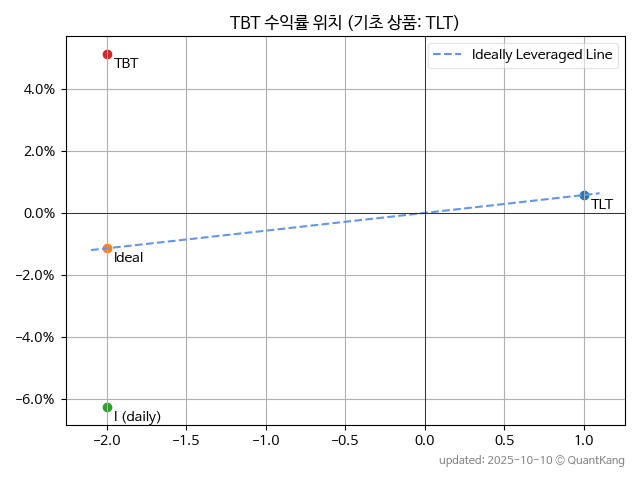 TBT 수익률 위치 (기초 상품: TLT)
Ideally Leveraged Line
4.0%
2.0%
0.0%
−2.0%
−4.0%
−6.0%
TBT
TLT
Ideal
I (daily)
−2.0 −1.5 −1.0 −0.5 0.0 0.5 1.0
updated: 2025-10-10 © QuantKang